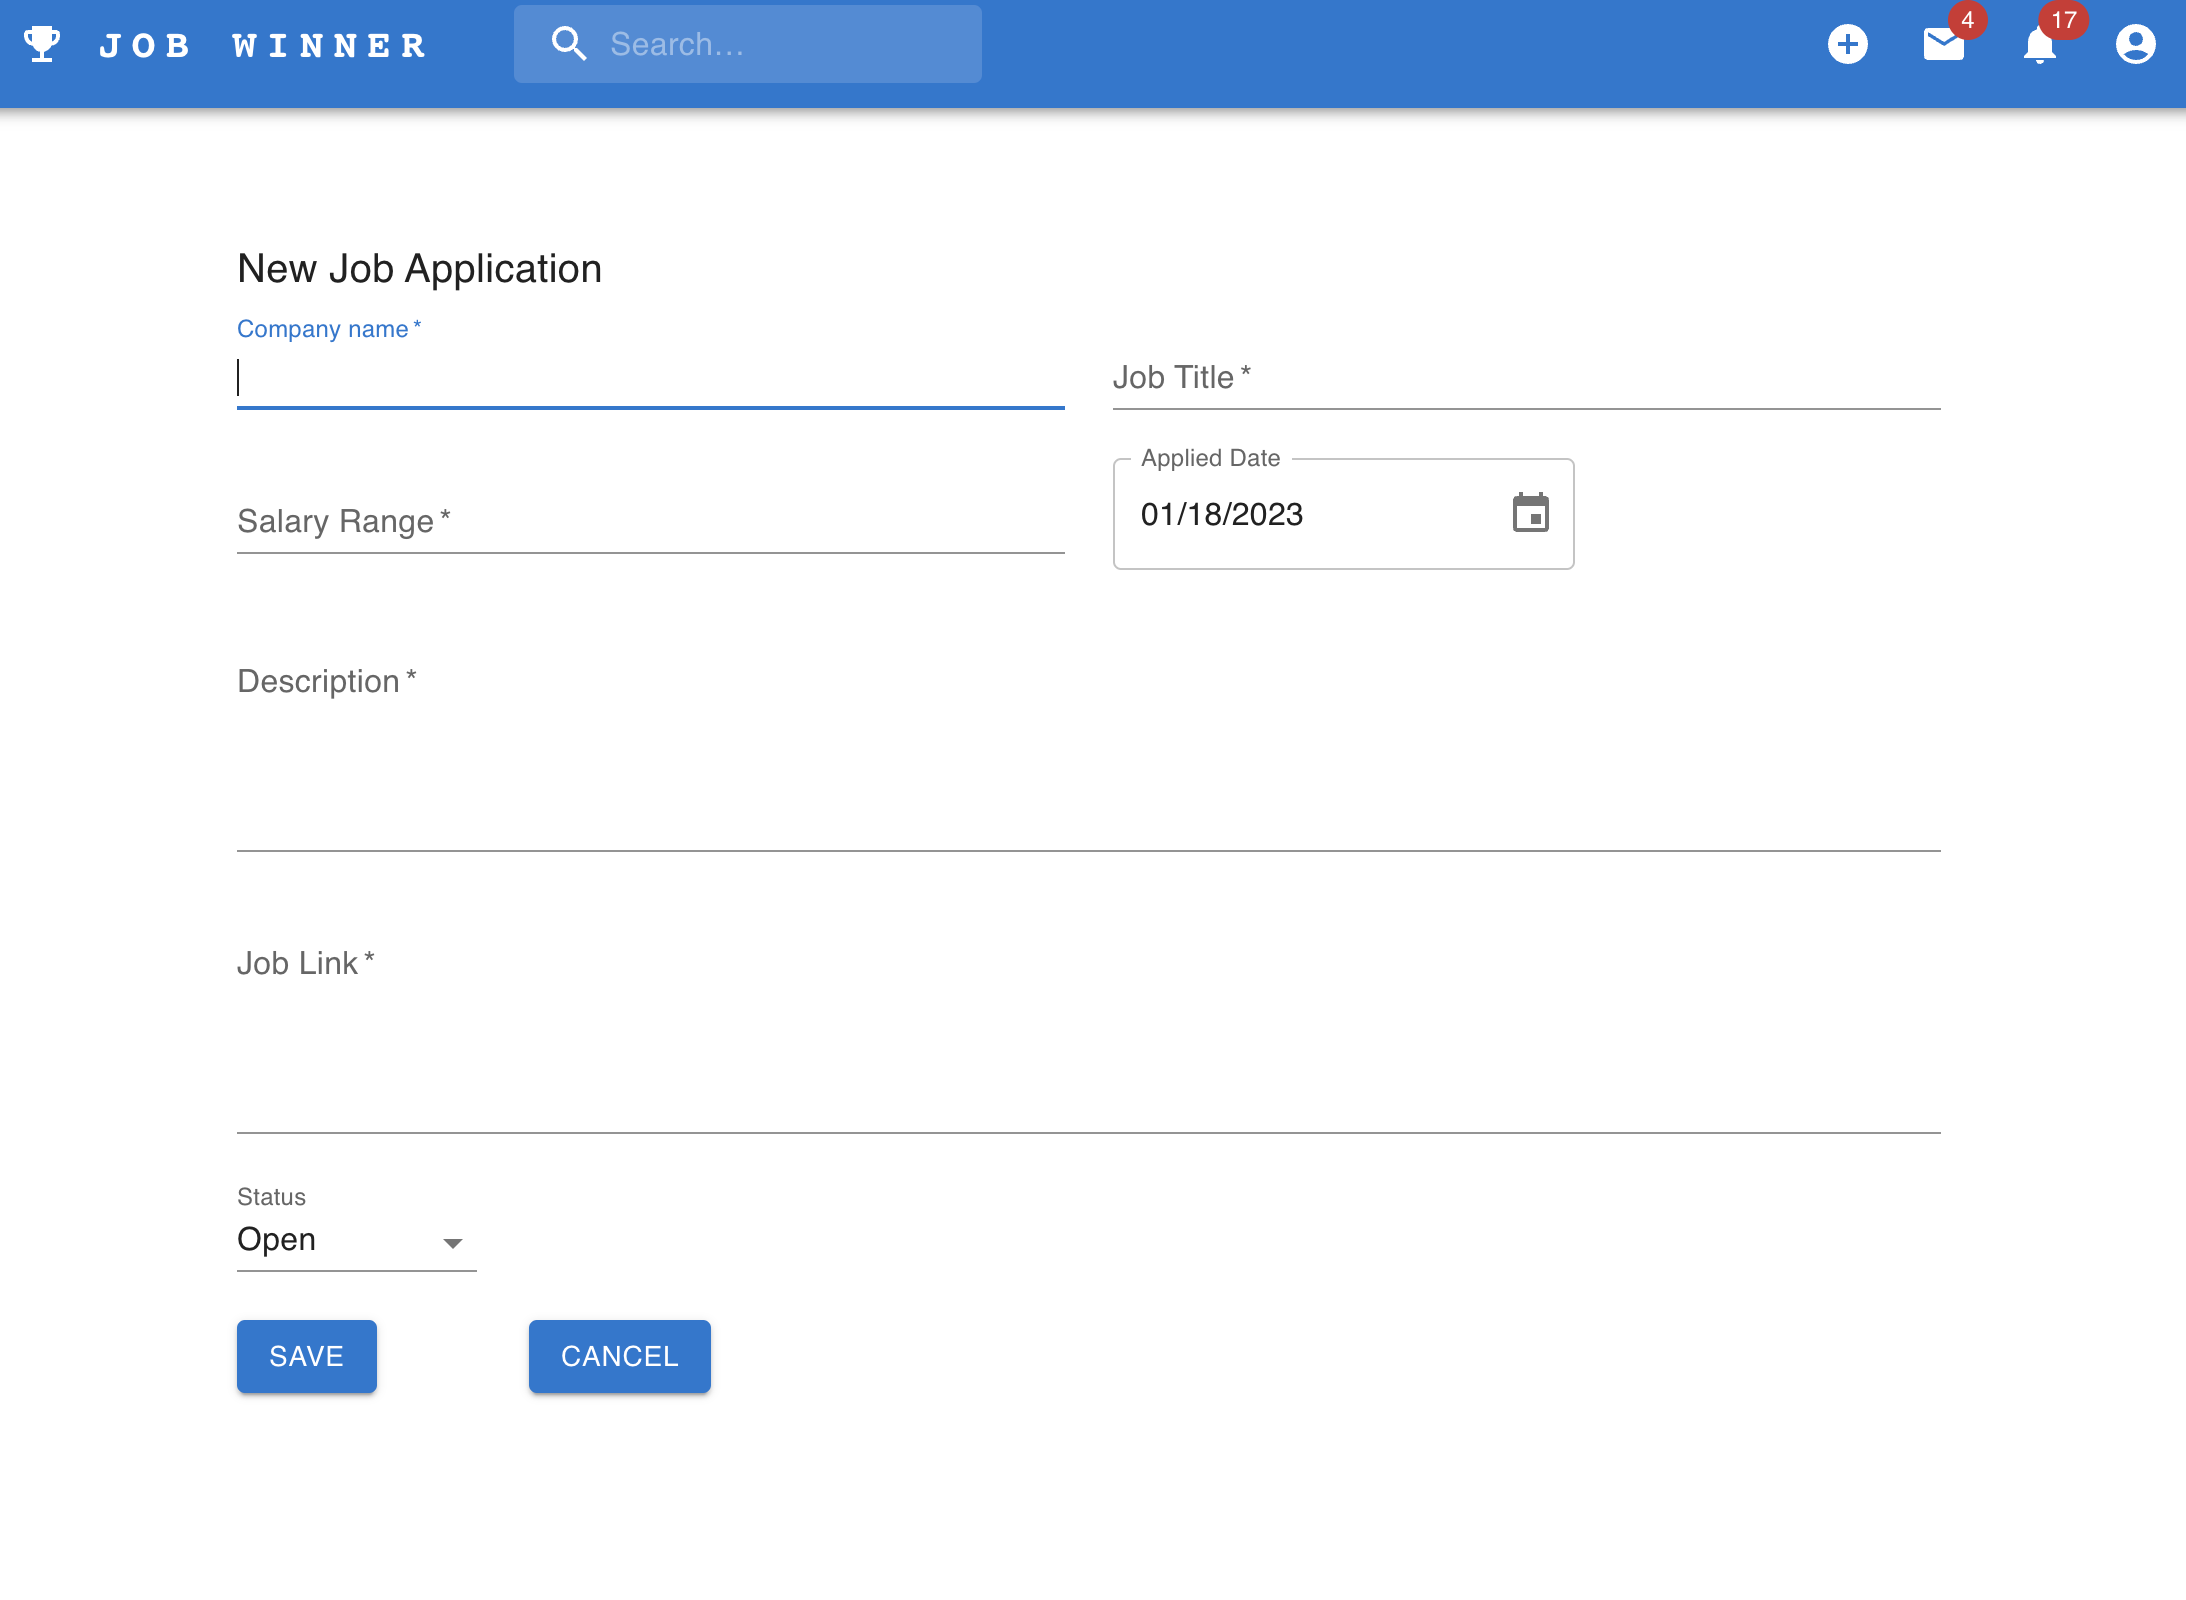 JOB WINNER
Search…
4
17
New Job Application
Company name *
Job Title *
Applied Date
01/18/2023
Salary Range *
Description *
Job Link *
Status
Open
SAVE
CANCEL